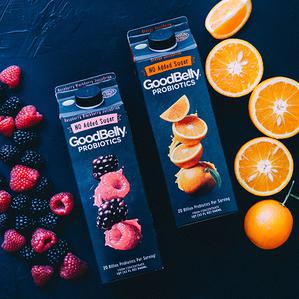 Raspberry Blackberry
NO Added Sugar
GoodBelly
PROBIOTICS
20 Billion Probiotics Per Serving
NO Added Sugar
GoodBelly
PROBIOTICS
20 Billion Probiotics Per Serving